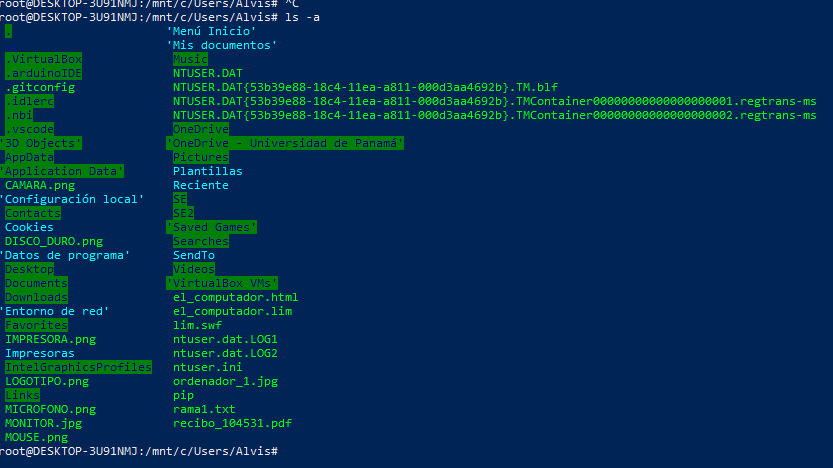 root@DESKTOP-3U91NMJ:/mnt/c/Users/Alvis# ^C
root@DESKTOP-3U91NMJ:/mnt/c/Users/Alvis# ls -a
. 'Menú Inicio'
'Mis documentos'
.VirtualBox Music
.arduinoIDE NTUSER.DAT
.gitconfig NTUSER.DAT{53b39e88-18c4-11ea-a811-000d3aa4692b}.TM.blf
.idlerc NTUSER.DAT{53b39e88-18c4-11ea-a811-000d3aa4692b}.TMContainer00000000000000000001.regtrans-ms
.nbi NTUSER.DAT{53b39e88-18c4-11ea-a811-000d3aa4692b}.TMContainer00000000000000000002.regtrans-ms
.vscode OneDrive
'3D Objects' 'OneDrive - Universidad de Panamá'
AppData Pictures
'Application Data' Plantillas
CAMARA.png Reciente
'Configuración local' SE
Contacts SE2
Cookies 'Saved Games'
DISCO_DURO.png Searches
'Datos de programa' SendTo
Desktop Videos
Documents 'VirtualBox VMs'
Downloads el_computador.html
'Entorno de red' el_computador.lim
Favorites lim.swf
IMPRESORA.png ntuser.dat.LOG1
Impresoras ntuser.dat.LOG2
IntelGraphicsProfiles ntuser.ini
LOGOTIPO.png ordenador_1.jpg
Links pip
MICROFONO.png rama1.txt
MONITOR.jpg recibo_104531.pdf
MOUSE.png
root@DESKTOP-3U91NMJ:/mnt/c/Users/Alvis#